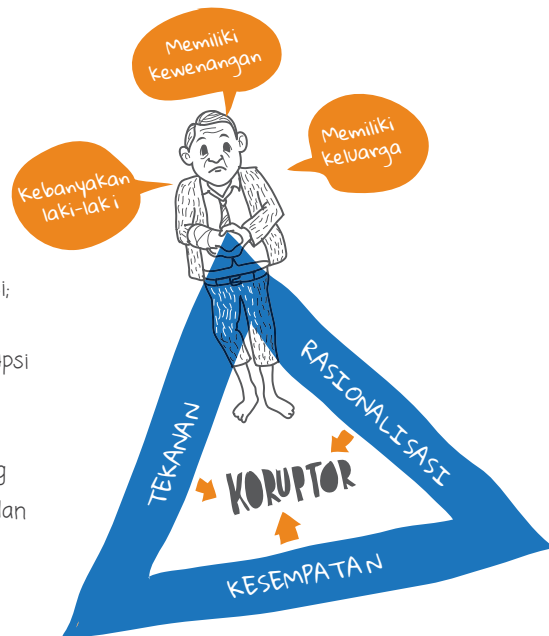 Memiliki
kewenangan
Memiliki
keluarga
Kebanyakan
laki-laki
TEKANAN
RASIONALISASI
KORUPTOR
KESEMPATAN